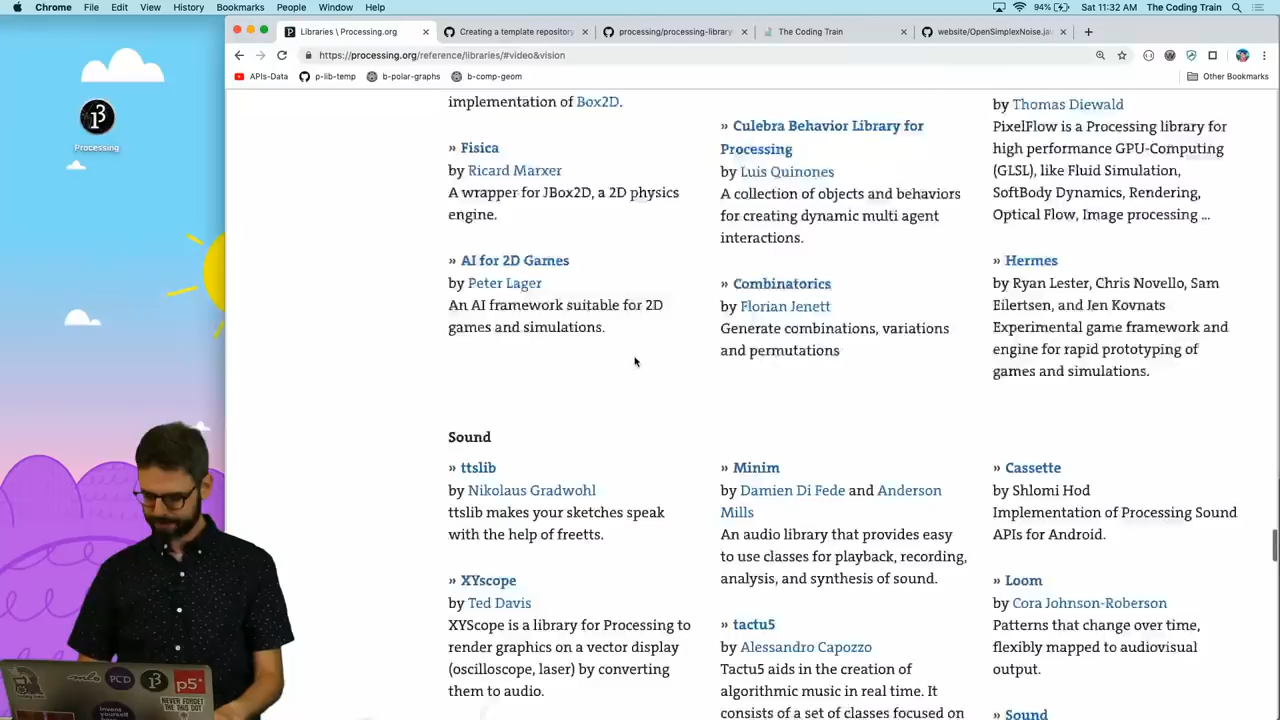 Chrome File Edit View History Bookmarks People Window Help 94% Sat 11:32 AM The Coding Train
Libraries \ Processing.org
Creating a template repository
processing/processing-library
The Coding Train
website/OpenSimplexNoise.ja
https://processing.org/reference/libraries/#video&vision
APIs-Data p-lib-temp b-polar-graphs b-comp-geom Other Bookmarks
Processing
implementation of Box2D.
» Fisica
by Ricard Marxer
A wrapper for JBox2D, a 2D physics
engine.
» AI for 2D Games
by Peter Lager
An AI framework suitable for 2D
games and simulations.
» Culebra Behavior Library for
Processing
by Luis Quinones
A collection of objects and behaviors
for creating dynamic multi agent
interactions.
» Combinatorics
by Florian Jenett
Generate combinations, variations
and permutations
by Thomas Diewald
PixelFlow is a Processing library for
high performance GPU-Computing
(GLSL), like Fluid Simulation,
SoftBody Dynamics, Rendering,
Optical Flow, Image processing ...
» Hermes
by Ryan Lester, Chris Novello, Sam
Eilertsen, and Jen Kovnats
Experimental game framework and
engine for rapid prototyping of
games and simulations.
Sound
» ttslib
by Nikolaus Gradwohl
ttslib makes your sketches speak
with the help of freetts.
» XYscope
by Ted Davis
XYScope is a library for Processing to
render graphics on a vector display
(oscilloscope, laser) by converting
them to audio.
» Minim
by Damien Di Fede and Anderson
Mills
An audio library that provides easy
to use classes for playback, recording,
analysis, and synthesis of sound.
» tactu5
by Alessandro Capozzo
Tactu5 aids in the creation of
algorithmic music in real time. It
consists of a set of classes focused on
» Cassette
by Shlomi Hod
Implementation of Processing Sound
APIs for Android.
» Loom
by Cora Johnson-Roberson
Patterns that change over time,
flexibly mapped to audiovisual
output.
» Sound
PCD
p5*
NEVER FORGET
THIS DOT